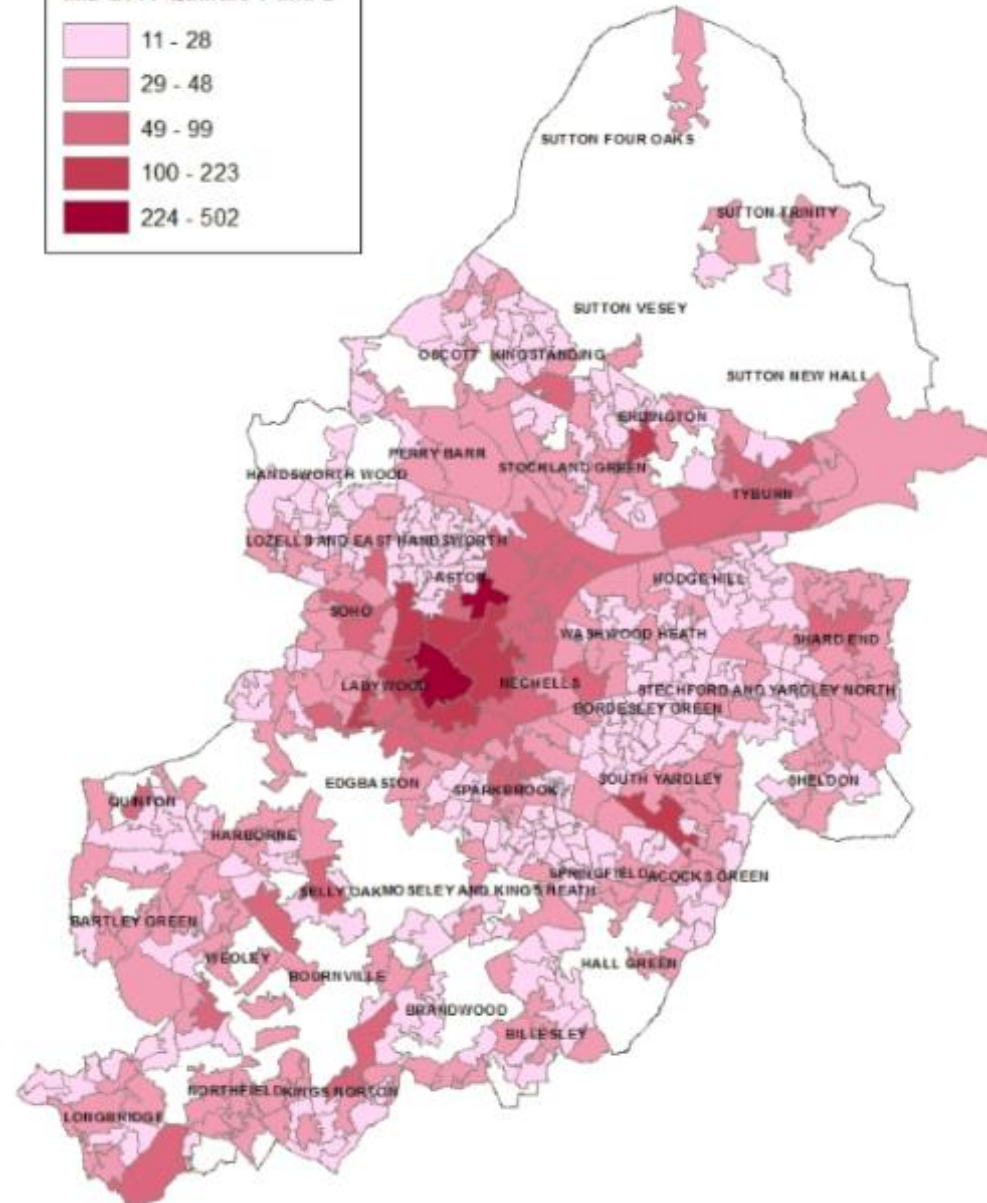 11 - 28
29 - 48
49 - 99
100 - 223
224 - 502
SUTTON FOUR OAKS
SUTTON TRINITY
SUTTON VESEY
OSCOTT KINGSTANDING
SUTTON NEW HALL
ERDINGTON
PERRY BARR
STOCKLAND GREEN
HANDSWORTH WOOD
TYBURN
LOZELLS AND EAST HANDSWORTH
ASTON
HODGE HILL
SOHO
WASHWOOD HEATH
SHARD END
LADYWOOD
NECHELLS
STECHFORD AND YARDLEY NORTH
BORDESLEY GREEN
EDGBASTON
SPARKBROOK
SOUTH YARDLEY
SHELDON
QUINTON
HARBORNE
SPRINGFIELD
ACOCKS GREEN
SELLY OAK
MOSELEY AND KINGS HEATH
BARTLEY GREEN
WEOLEY
BOURNVILLE
HALL GREEN
BRANDWOOD
BILLESLEY
NORTHFIELD
KINGS NORTON
LONGBRIDGE